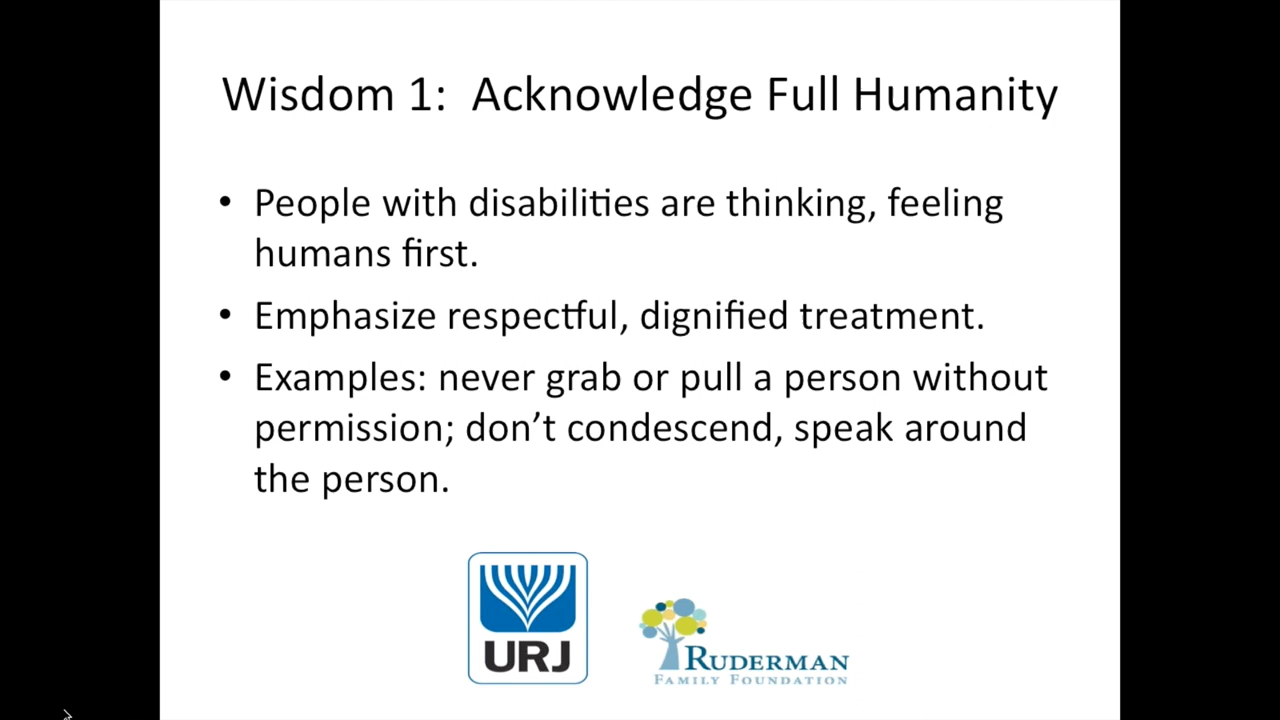 Wisdom 1: Acknowledge Full Humanity
• People with disabilities are thinking, feeling
humans first.
• Emphasize respectful, dignified treatment.
• Examples: never grab or pull a person without
permission; don’t condescend, speak around
the person.
URJ
RUDERMAN
FAMILY FOUNDATION